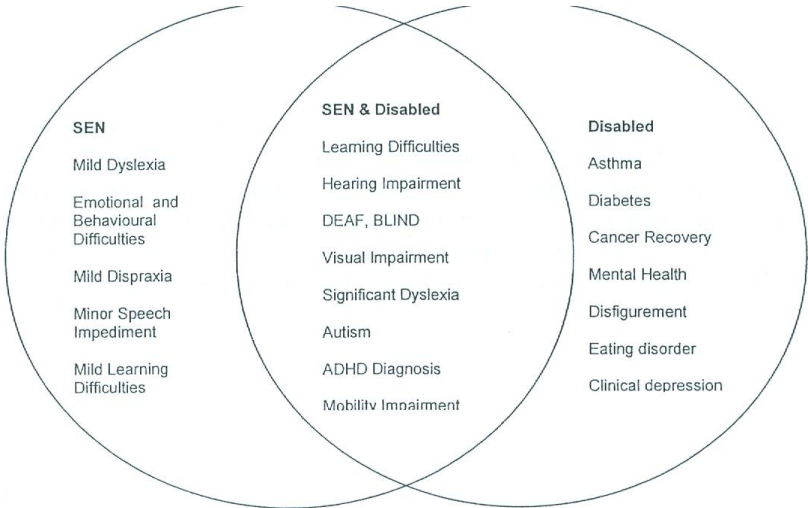 SEN
Mild Dyslexia
Emotional and
Behavioural
Difficulties
Mild Dispraxia
Minor Speech
Impediment
Mild Learning
Difficulties
SEN & Disabled
Learning Difficulties
Hearing Impairment
DEAF, BLIND
Visual Impairment
Significant Dyslexia
Autism
ADHD Diagnosis
Mobility Impairment
Disabled
Asthma
Diabetes
Cancer Recovery
Mental Health
Disfigurement
Eating disorder
Clinical depression